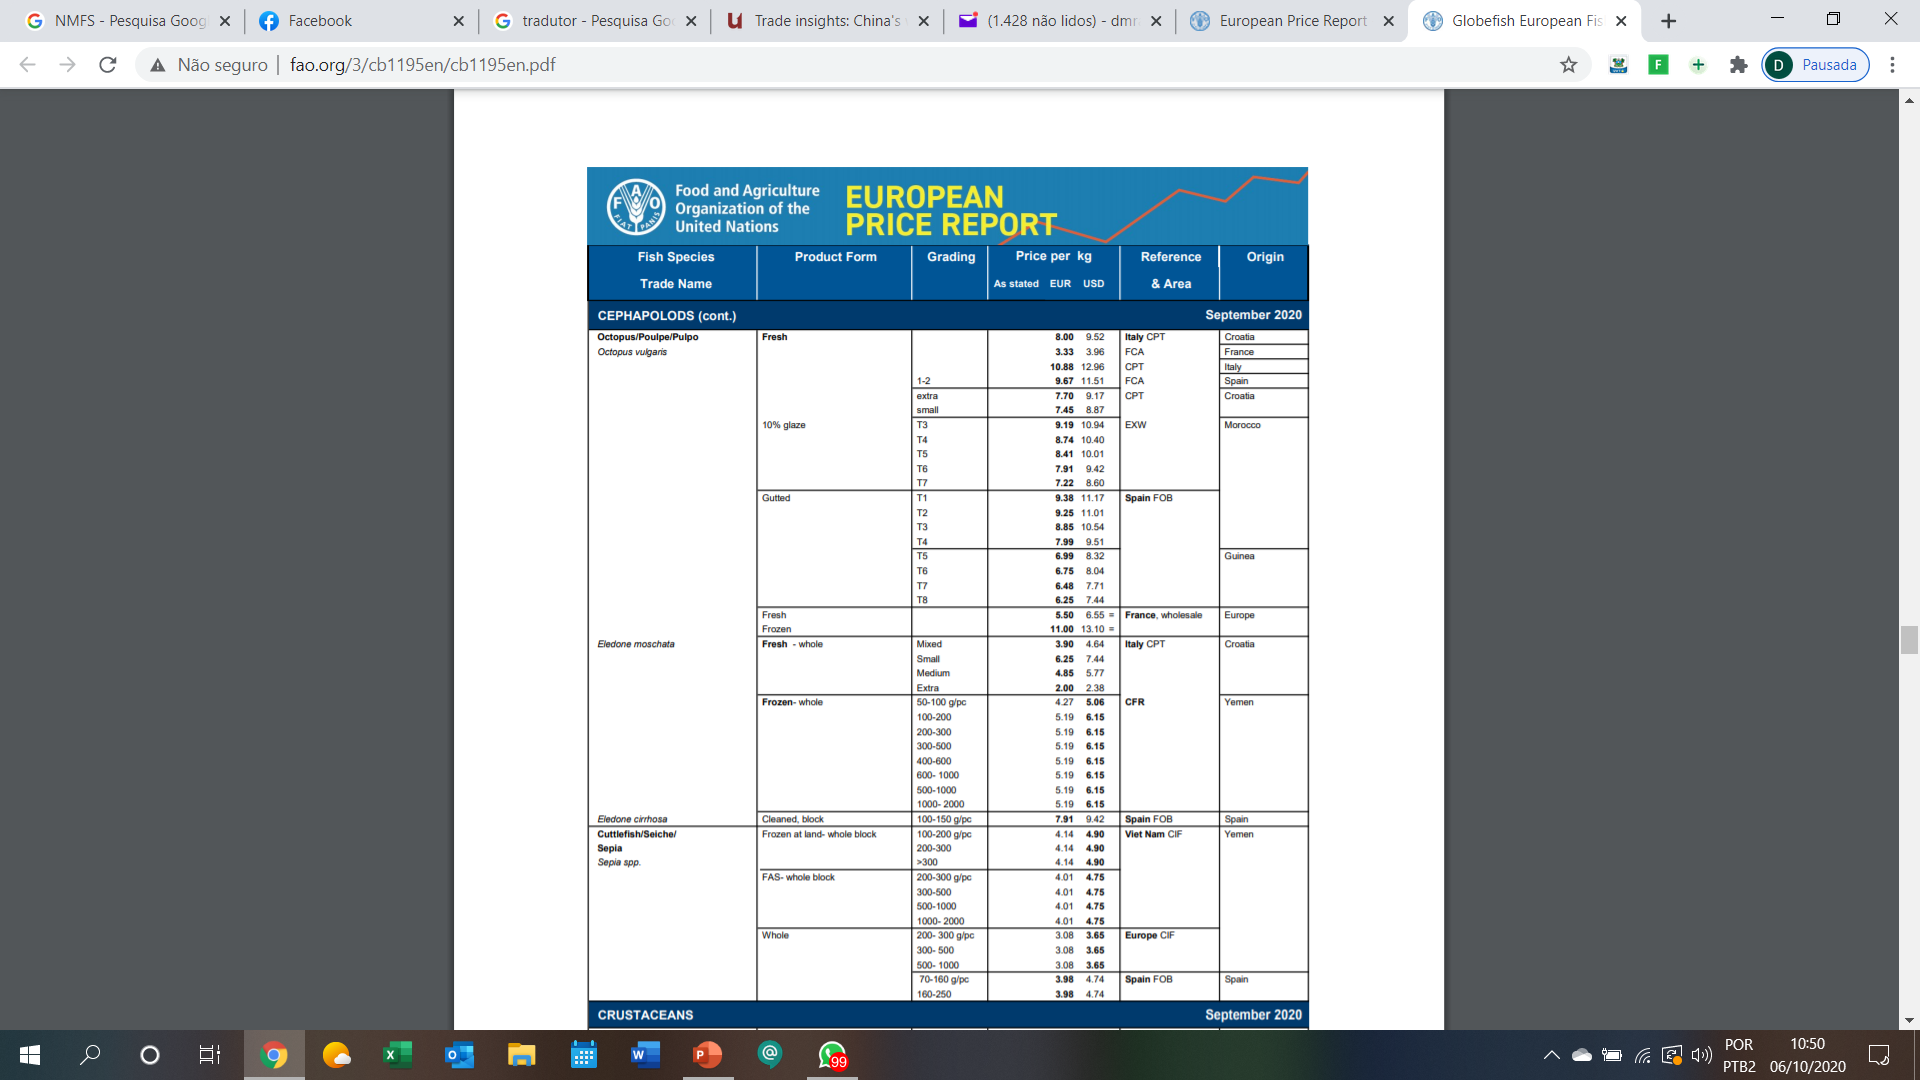 NMFS - Pesquisa Goog
Facebook
tradutor - Pesquisa Go
Trade insights: China's
(1.428 não lidos) - dmr
European Price Report
Globefish European Fis
Não seguro | fao.org/3/cb1195en/cb1195en.pdf
F
D Pausada
FAO FIAT PANIS
Food and Agriculture
Organization of the
United Nations
EUROPEAN
PRICE REPORT
Fish Species Product Form Grading Price per kg Reference Origin
Trade Name As stated EUR USD & Area
CEPHAPOLODS (cont.) September 2020
Octopus/Poulpe/Pulpo Fresh 8.00 9.52 Italy CPT Croatia
Octopus vulgaris 3.33 3.96 FCA France
10.88 12.96 CPT Italy
1-2 9.67 11.51 FCA Spain
extra 7.70 9.17 CPT Croatia
small 7.45 8.87
10% glaze T3 9.19 10.94 EXW Morocco
T4 8.74 10.40
T5 8.41 10.01
T6 7.91 9.42
T7 7.22 8.60
Gutted T1 9.38 11.17 Spain FOB
T2 9.25 11.01
T3 8.85 10.54
T4 7.99 9.51
T5 6.99 8.32 Guinea
T6 6.75 8.04
T7 6.48 7.71
T8 6.25 7.44
Fresh 5.50 6.55 = France, wholesale Europe
Frozen 11.00 13.10 =
Eledone moschata Fresh - whole Mixed 3.90 4.64 Italy CPT Croatia
Small 6.25 7.44
Medium 4.85 5.77
Extra 2.00 2.38
Frozen- whole 50-100 g/pc 4.27 5.06 CFR Yemen
100-200 5.19 6.15
200-300 5.19 6.15
300-500 5.19 6.15
400-600 5.19 6.15
600- 1000 5.19 6.15
500-1000 5.19 6.15
1000- 2000 5.19 6.15
Eledone cirrhosa Cleaned, block 100-150 g/pc 7.91 9.42 Spain FOB Spain
Cuttlefish/Seiche/ Frozen at land- whole block 100-200 g/pc 4.14 4.90 Viet Nam CIF Yemen
Sepia 200-300 4.14 4.90
Sepia spp. >300 4.14 4.90
FAS- whole block 200-300 g/pc 4.01 4.75
300-500 4.01 4.75
500-1000 4.01 4.75
1000- 2000 4.01 4.75
Whole 200- 300 g/pc 3.08 3.65 Europe CIF
300- 500 3.08 3.65
500- 1000 3.08 3.65
70-160 g/pc 3.98 4.74 Spain FOB Spain
160-250 3.98 4.74
CRUSTACEANS September 2020
99
POR 10:50
PTB2 06/10/2020